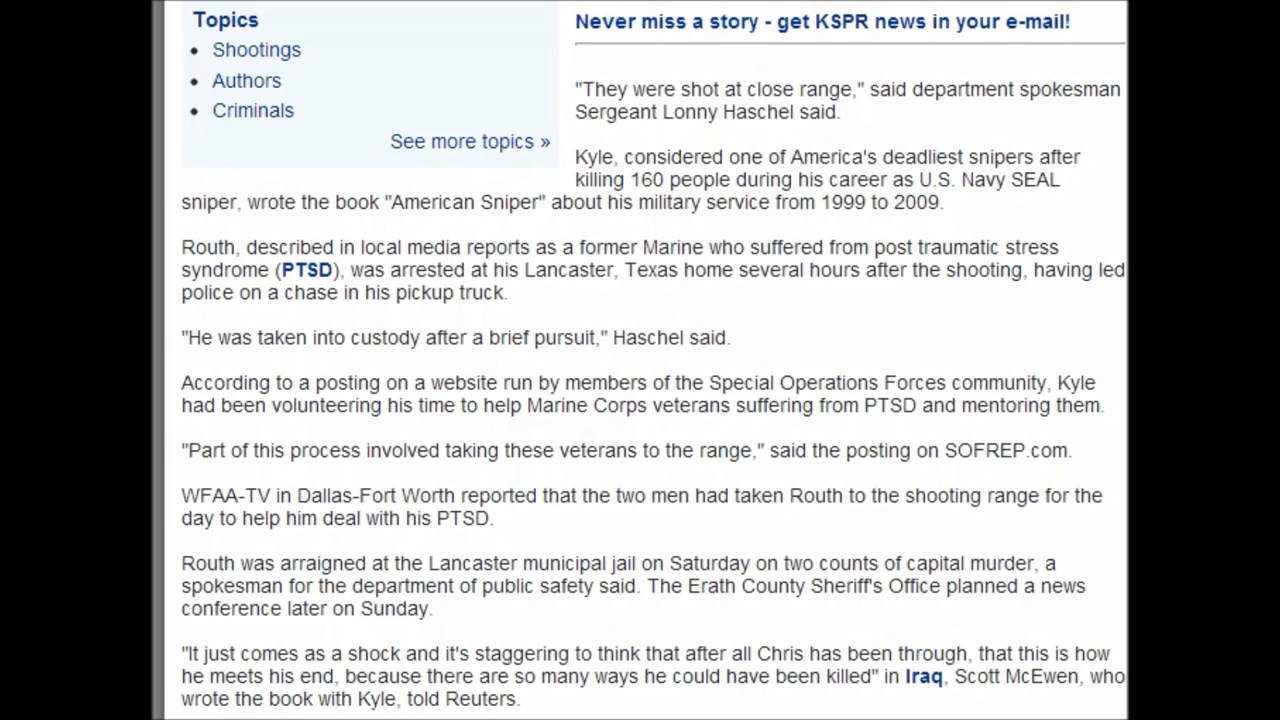 Topics
Shootings
Authors
Criminals
See more topics »
Never miss a story - get KSPR news in your e-mail!
"They were shot at close range," said department spokesman
Sergeant Lonny Haschel said.
Kyle, considered one of America's deadliest snipers after
killing 160 people during his career as U.S. Navy SEAL
sniper, wrote the book "American Sniper" about his military service from 1999 to 2009.
Routh, described in local media reports as a former Marine who suffered from post traumatic stress
syndrome (PTSD), was arrested at his Lancaster, Texas home several hours after the shooting, having led
police on a chase in his pickup truck.
"He was taken into custody after a brief pursuit," Haschel said.
According to a posting on a website run by members of the Special Operations Forces community, Kyle
had been volunteering his time to help Marine Corps veterans suffering from PTSD and mentoring them.
"Part of this process involved taking these veterans to the range," said the posting on SOFREP.com.
WFAA-TV in Dallas-Fort Worth reported that the two men had taken Routh to the shooting range for the
day to help him deal with his PTSD.
Routh was arraigned at the Lancaster municipal jail on Saturday on two counts of capital murder, a
spokesman for the department of public safety said. The Erath County Sheriff's Office planned a news
conference later on Sunday.
"It just comes as a shock and it's staggering to think that after all Chris has been through, that this is how
he meets his end, because there are so many ways he could have been killed" in Iraq, Scott McEwen, who
wrote the book with Kyle, told Reuters.